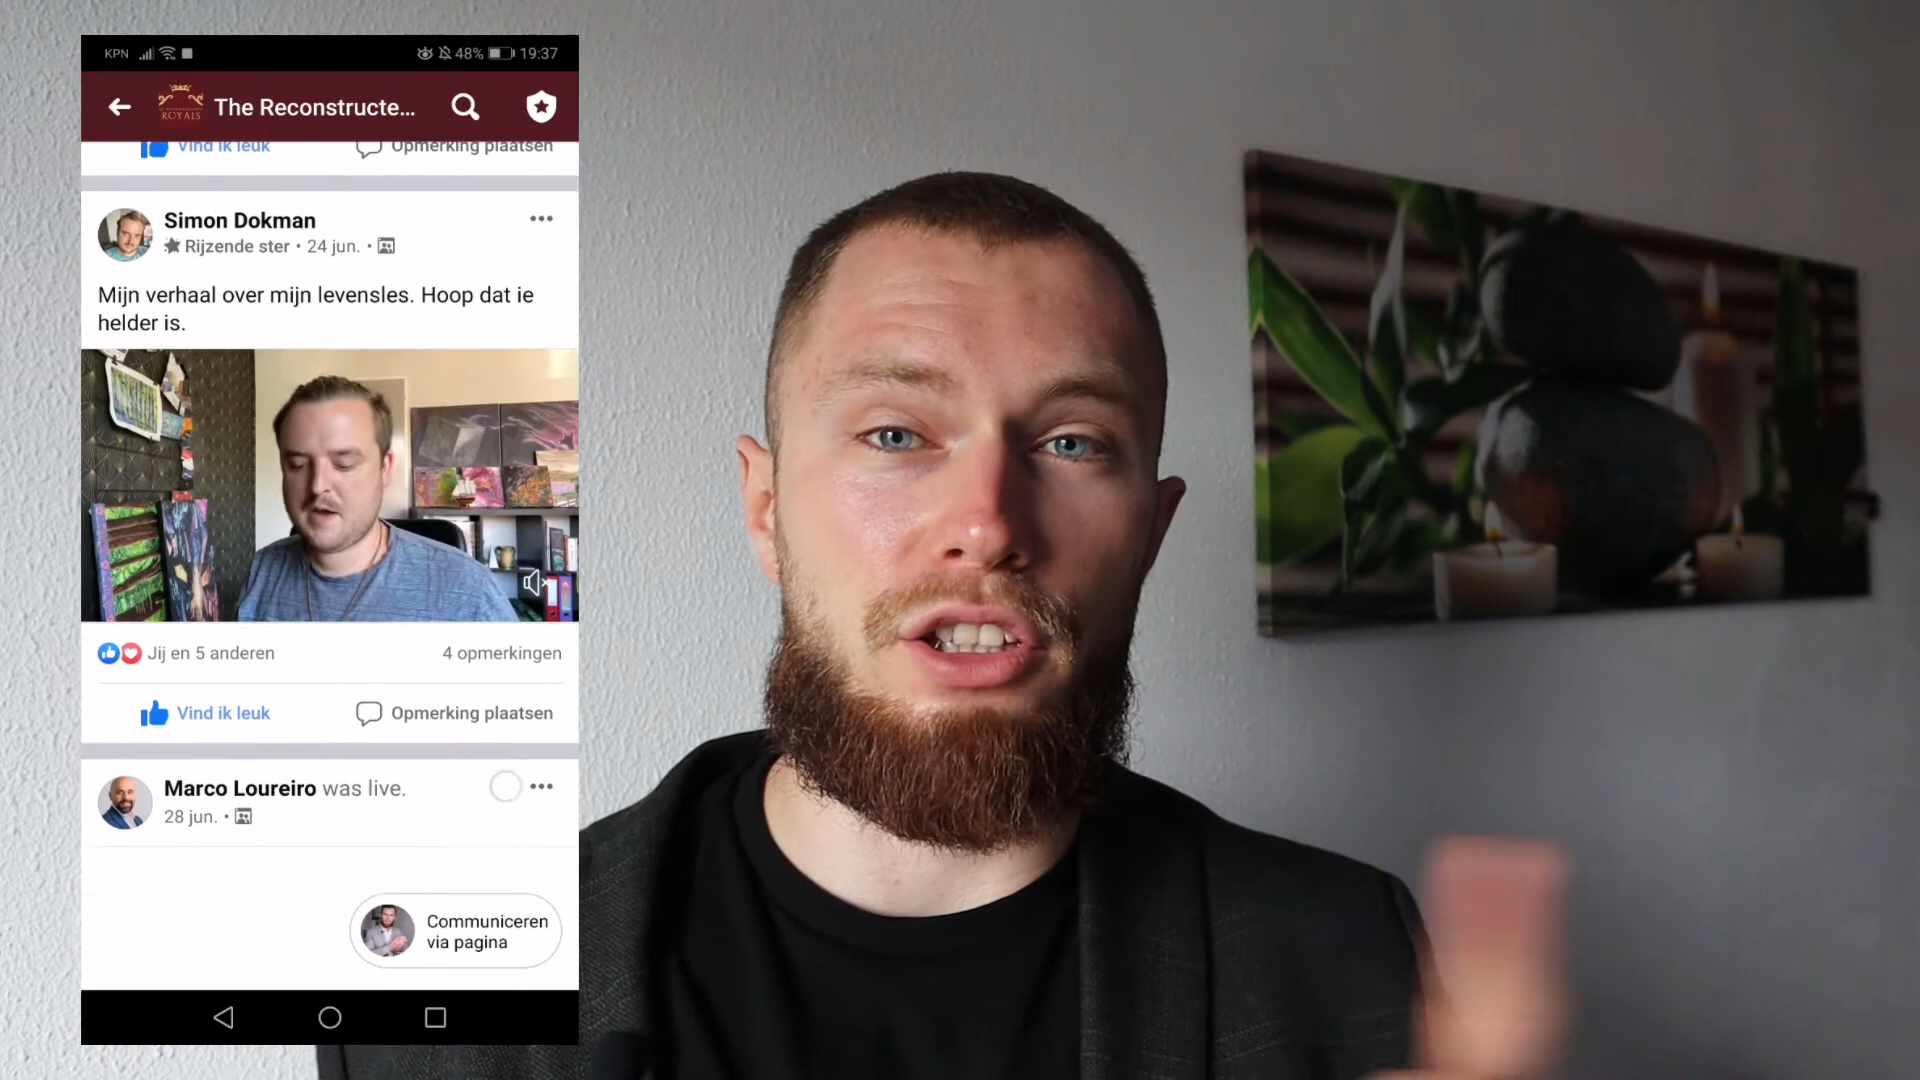 KPN
48%
19:37
ROYALS
The Reconstructe...
Vind ik leuk
Opmerking plaatsen
Simon Dokman
Rijzende ster • 24 jun. •
Mijn verhaal over mijn levensles. Hoop dat ie
helder is.
Jij en 5 anderen
4 opmerkingen
Vind ik leuk
Opmerking plaatsen
Marco Loureiro was live.
28 jun. •
Communiceren
via pagina